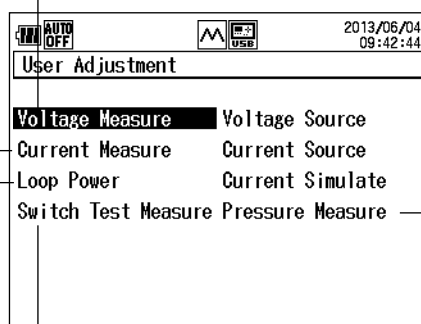 AUTO OFF USB 2013/06/04
09:42:44
User Adjustment
Voltage Measure Voltage Source
Current Measure Current Source
Loop Power Current Simulate
Switch Test Measure Pressure Measure